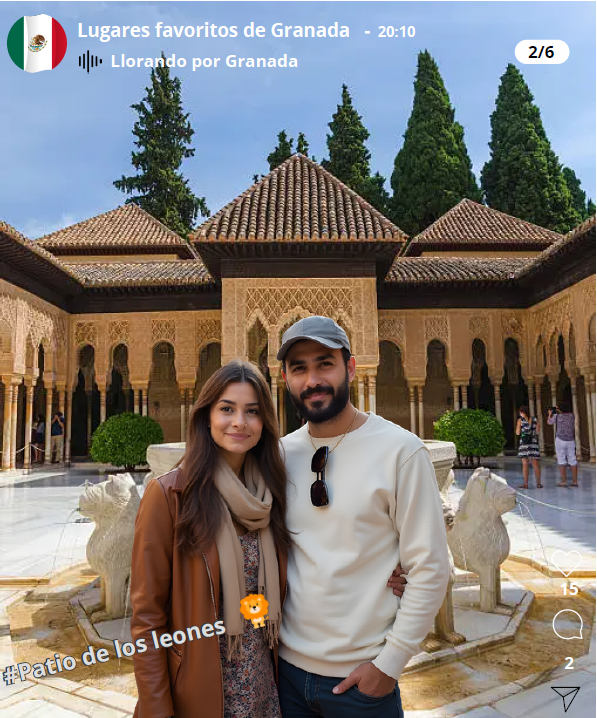 Lugares favoritos de Granada - 20:10
2/6
Llorando por Granada
15
#Patio de los leones
2